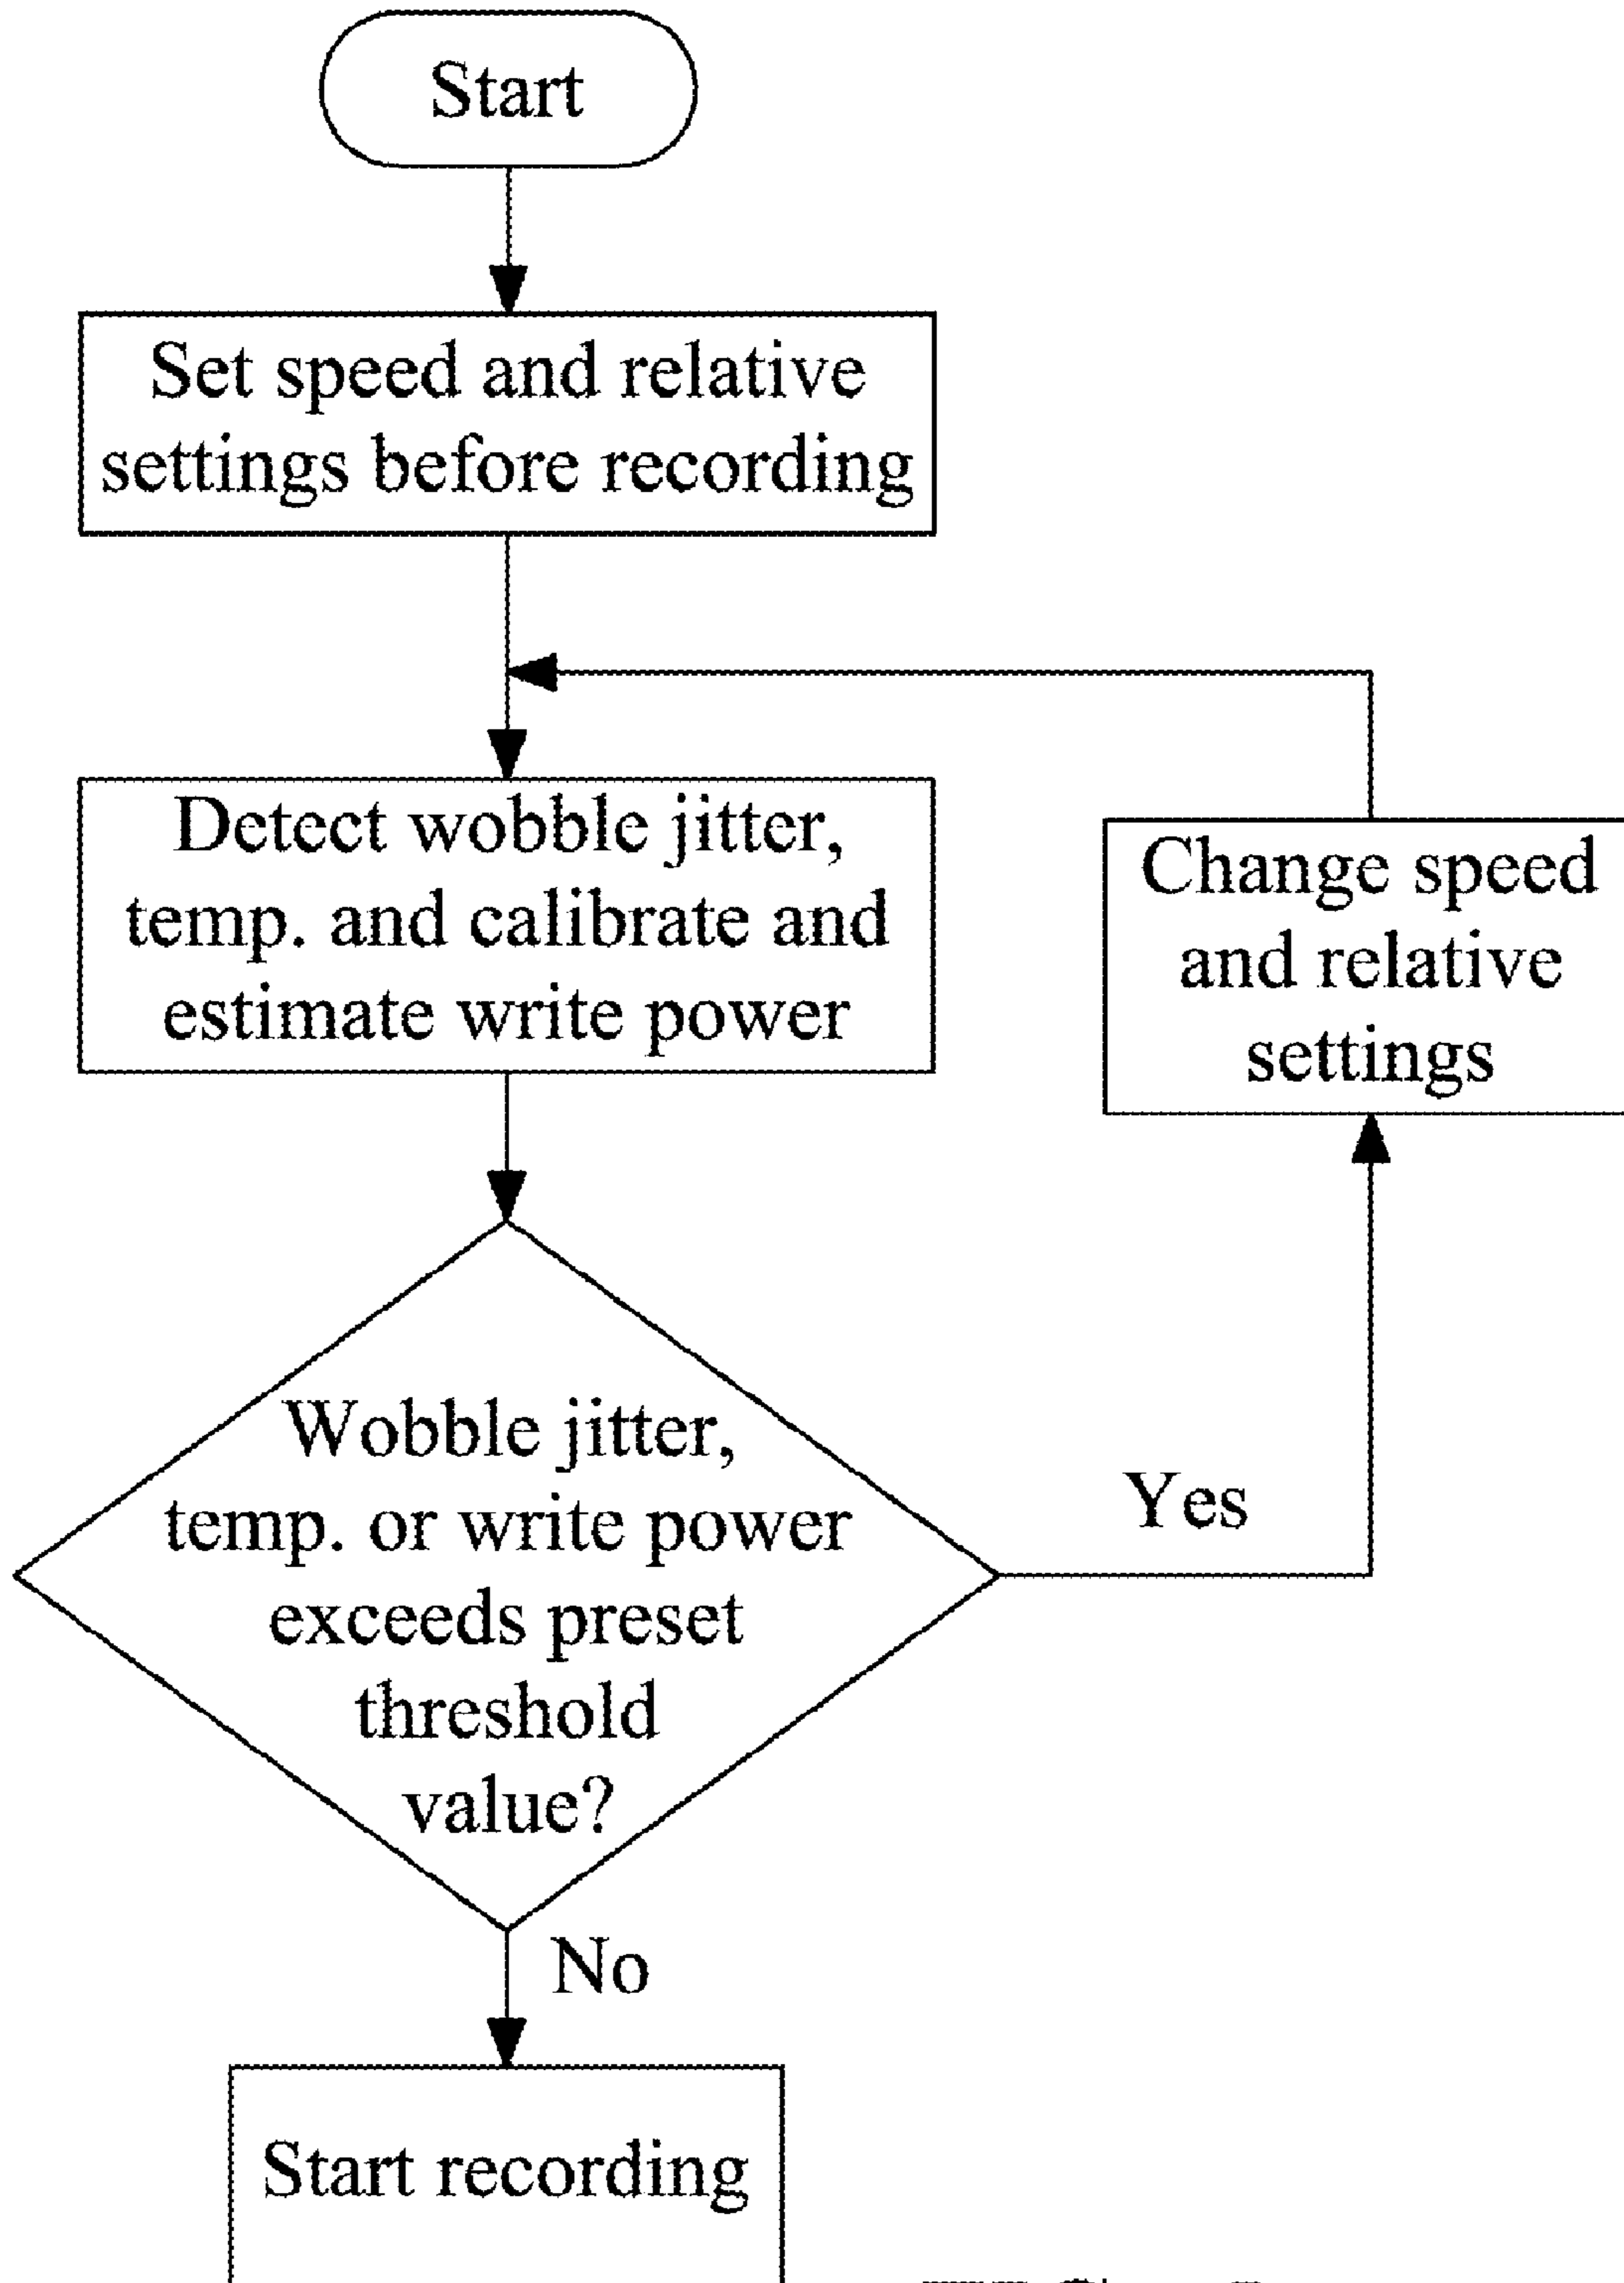 Start
Set speed and relative
settings before recording
Detect wobble jitter,
temp. and calibrate and
estimate write power
Change speed
and relative
settings
Wobble jitter,
temp. or write power
exceeds preset
threshold
value?
Yes
No
Start recording